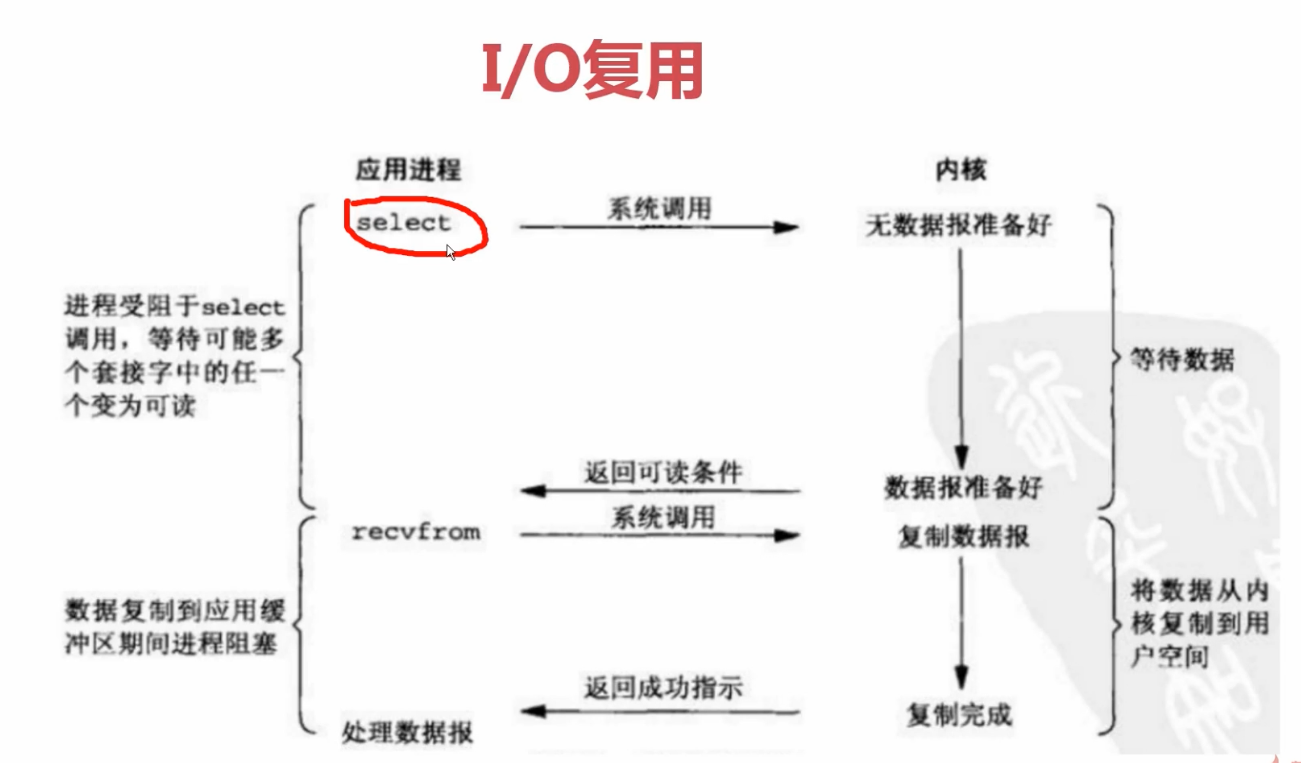 I/O复用
应用进程
内核
select
系统调用
无数据报准备好
进程受阻于select
调用，等待可能多
个套接字中的任一
个变为可读
等待数据
返回可读条件
数据报准备好
recvfrom
系统调用
复制数据报
数据复制到应用缓
冲区期间进程阻塞
将数据从内
核复制到用
户空间
返回成功指示
复制完成
处理数据报